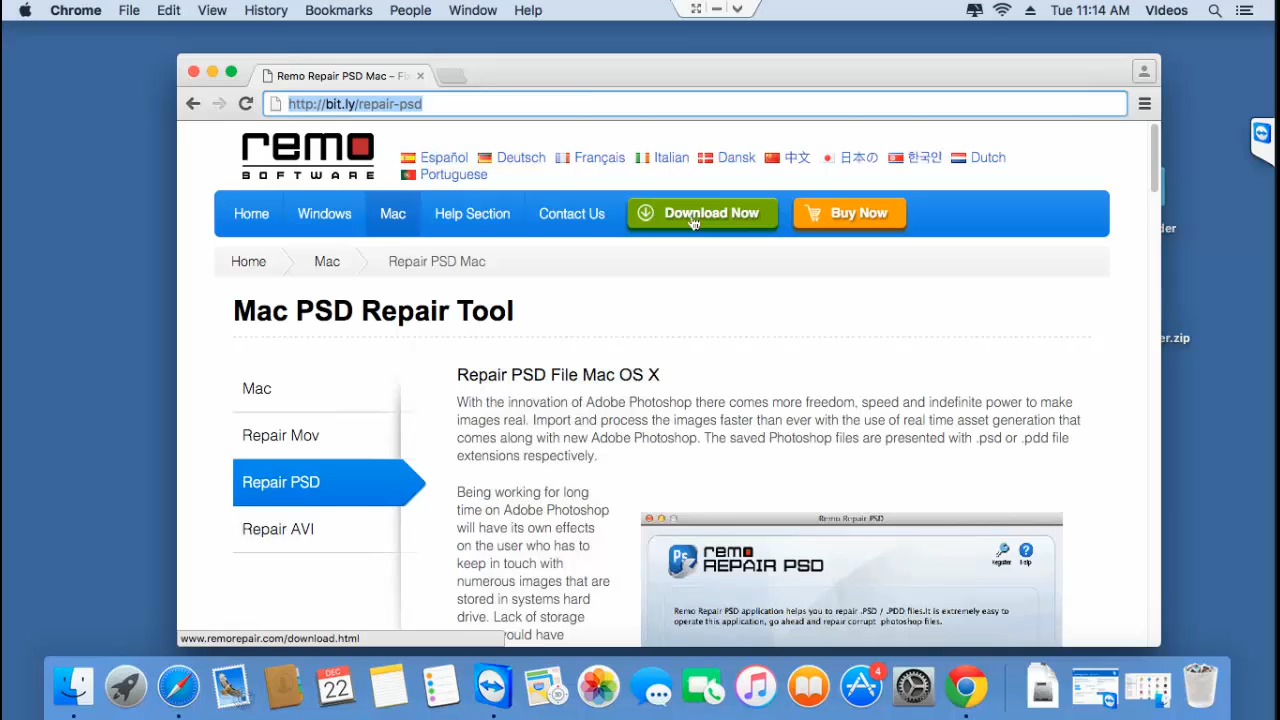 Chrome File Edit View History Bookmarks People Window Help Tue 11:14 AM VIdeos
Remo Repair PSD Mac – Fi
http://bit.ly/repair-psd
remo
SOFTWARE
Español Deutsch Français Italian Dansk 中文 日本の 한국인 Dutch
Portuguese
Home Windows Mac Help Section Contact Us Download Now Buy Now
Home Mac Repair PSD Mac
Mac PSD Repair Tool
Mac
Repair Mov
Repair PSD
Repair AVI
Repair PSD File Mac OS X
With the innovation of Adobe Photoshop there comes more freedom, speed and indefinite power to make
images real. Import and process the images faster than ever with the use of real time asset generation that
comes along with new Adobe Photoshop. The saved Photoshop files are presented with .psd or .pdd file
extensions respectively.
Being working for long
time on Adobe Photoshop
will have its own effects
on the user who has to
keep in touch with
numerous images that are
stored in systems hard
drive. Lack of storage
would have
Remo Repair PSD
Ps
remo
REPAIR PSD
Register Help
Remo Repair PSD application helps you to repair .PSD / .PDD files.It is extremely easy to
operate this application, go ahead and repair corrupt photoshop files.
www.remorepair.com/download.html
der
er.zip
DEC
22
4